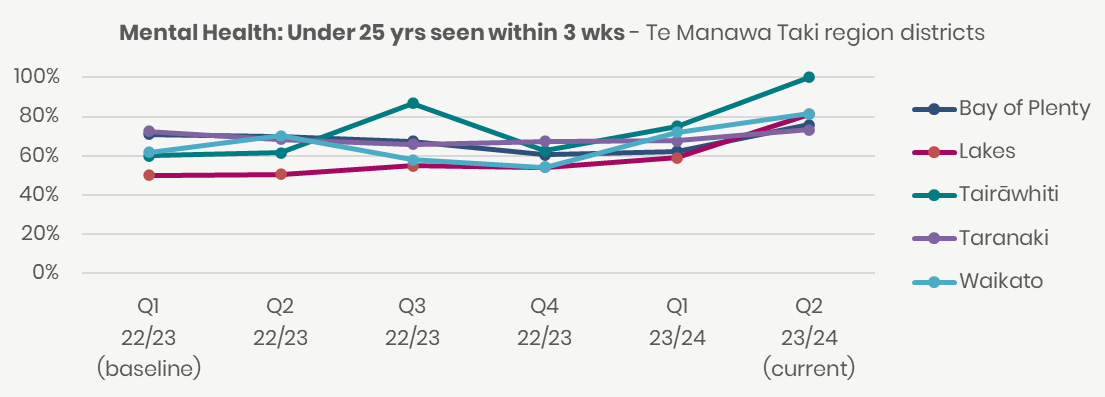 Mental Health: Under 25 yrs seen within 3 wks - Te Manawa Taki region districts
100%
80%
60%
40%
20%
0%
Q1 Q2 Q3 Q4 Q1 Q2
22/23 22/23 22/23 22/23 23/24 23/24
(baseline) (current)
Bay of Plenty
Lakes
Tairāwhiti
Taranaki
Waikato